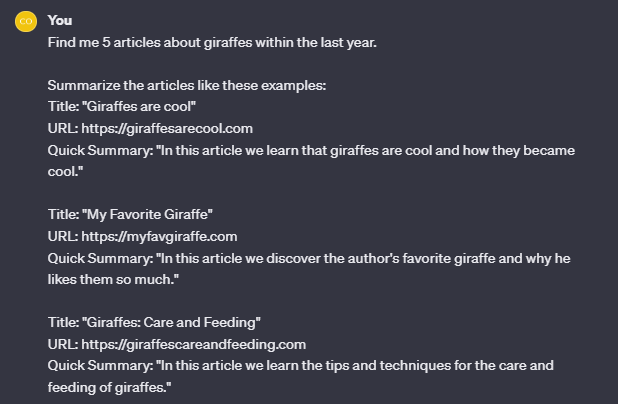 CO
You
Find me 5 articles about giraffes within the last year.
Summarize the articles like these examples:
Title: "Giraffes are cool"
URL: https://giraffesarecool.com
Quick Summary: "In this article we learn that giraffes are cool and how they became
cool."
Title: "My Favorite Giraffe"
URL: https://myfavgiraffe.com
Quick Summary: "In this article we discover the author's favorite giraffe and why he
likes them so much."
Title: "Giraffes: Care and Feeding"
URL: https://giraffescareandfeeding.com
Quick Summary: "In this article we learn the tips and techniques for the care and
feeding of giraffes."